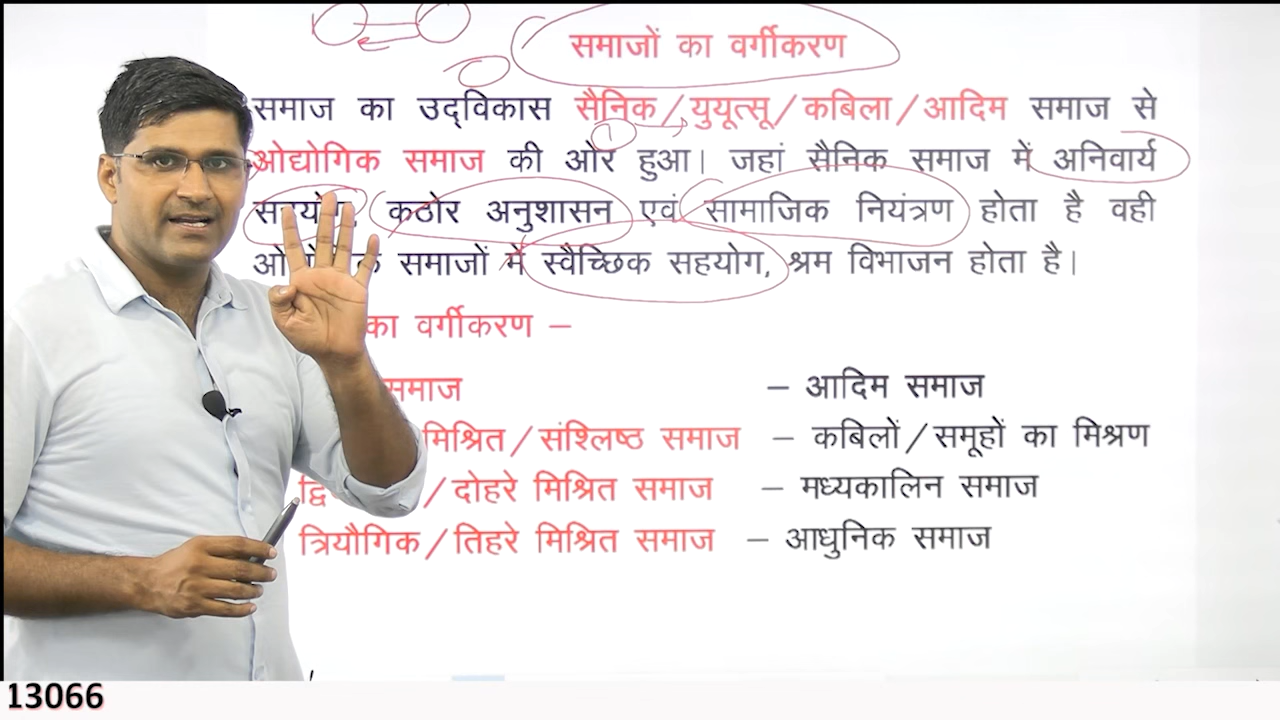 समाजों का वर्गीकरण
समाज का उद्विकास सैनिक/युयूत्सू/कबिला/आदिम समाज से
ओद्योगिक समाज की ओर हुआ। जहां सैनिक समाज में अनिवार्य
सहयोग, कठोर अनुशासन एवं सामाजिक नियंत्रण होता है वही
समाजों में स्वैच्छिक सहयोग, श्रम विभाजन होता है।
का वर्गीकरण –
समाज – आदिम समाज
मिश्रित/संश्लिष्ठ समाज – कबिलों/समूहों का मिश्रण
/दोहरे मिश्रित समाज – मध्यकालिन समाज
त्रियौगिक/तिहरे मिश्रित समाज – आधुनिक समाज
13066